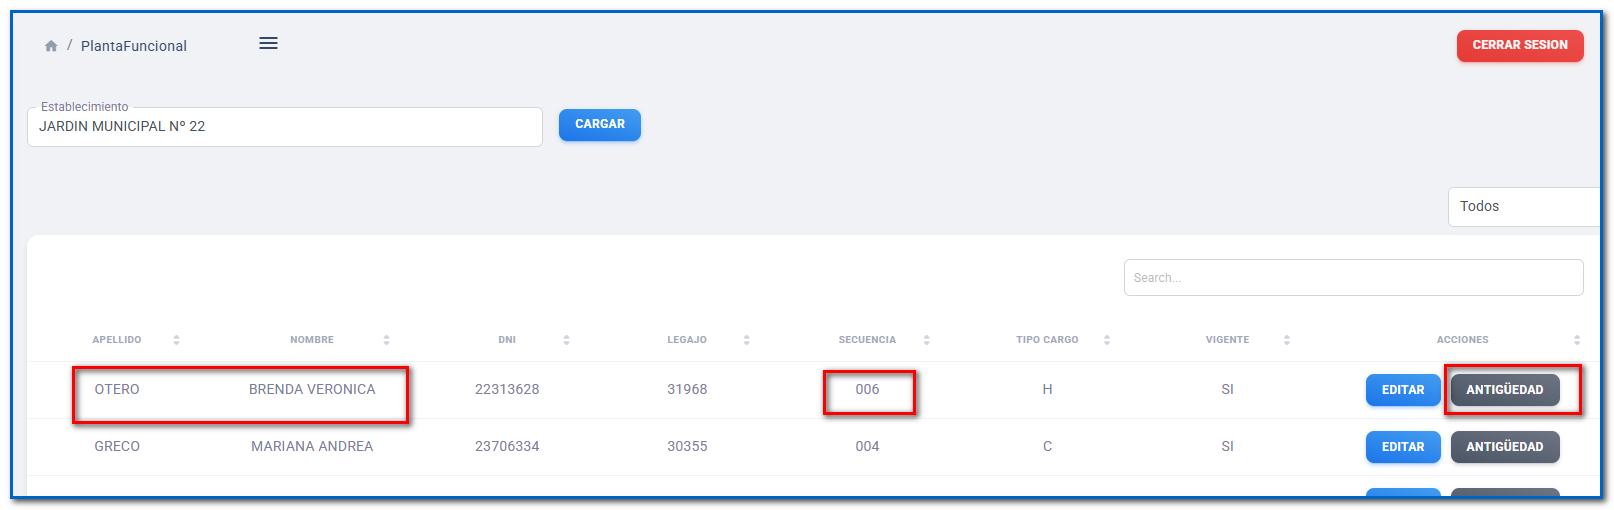 / PlantaFuncional
CERRAR SESION
Establecimiento
JARDIN MUNICIPAL Nº 22
CARGAR
Todos
Search...
APELLIDO NOMBRE DNI LEGAJO SECUENCIA TIPO CARGO VIGENTE ACCIONES
OTERO BRENDA VERONICA 22313628 31968 006 H SI EDITAR ANTIGÜEDAD
GRECO MARIANA ANDREA 23706334 30355 004 C SI EDITAR ANTIGÜEDAD